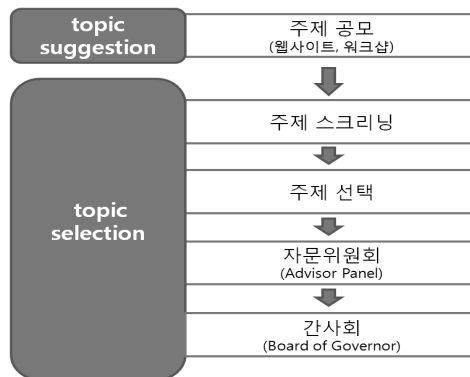 topic
suggestion
주제 공모
(웹사이트, 워크샵)
topic
selection
주제 스크리닝
주제 선택
자문위원회
(Advisor Panel)
간사회
(Board of Governor)